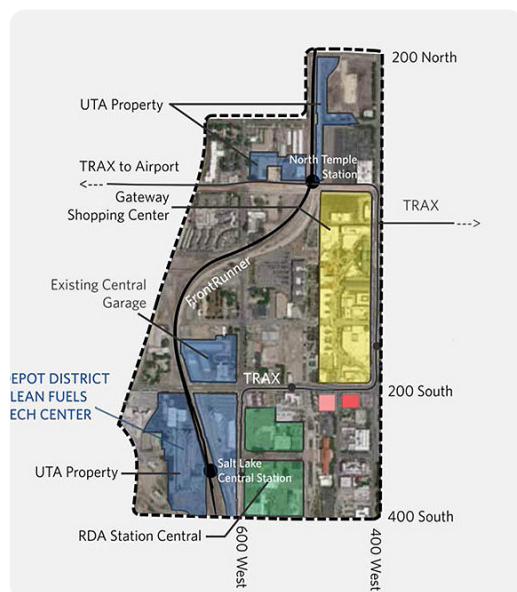 200 North
UTA Property
North Temple
Station
TRAX to Airport
Gateway
Shopping Center
TRAX
FrontRunner
Existing Central
Garage
TRAX
EPOT DISTRICT
LEAN FUELS
ECH CENTER
200 South
UTA Property
Salt Lake
Central Station
400 South
RDA Station Central
600 West
400 West